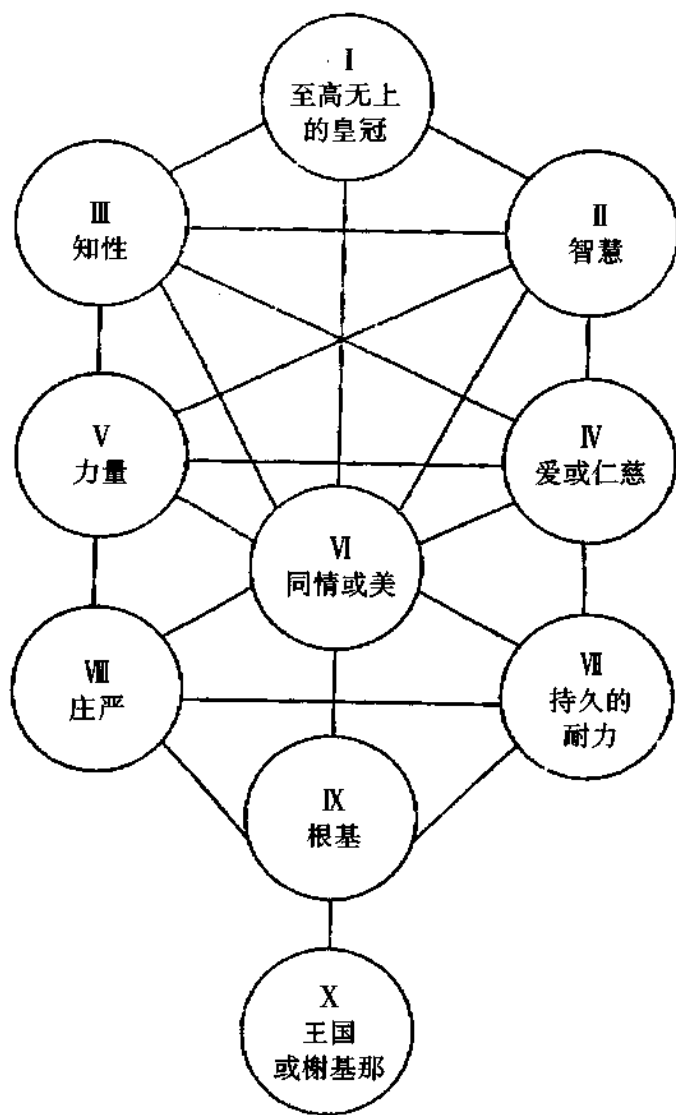 Ⅰ
至高无上
的皇冠
Ⅲ
知性
Ⅱ
智慧
Ⅴ
力量
Ⅳ
爱或仁慈
Ⅵ
同情或美
Ⅷ
庄严
Ⅶ
持久的
耐力
Ⅸ
根基
Ⅹ
王国
或榭基那